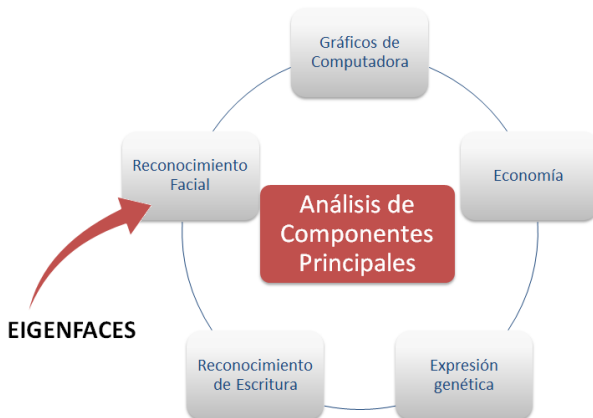 Gráficos de
Computadora
Reconocimiento
Facial
Economía
Análisis de
Componentes
Principales
EIGENFACES
Reconocimiento
de Escritura
Expresión
genética